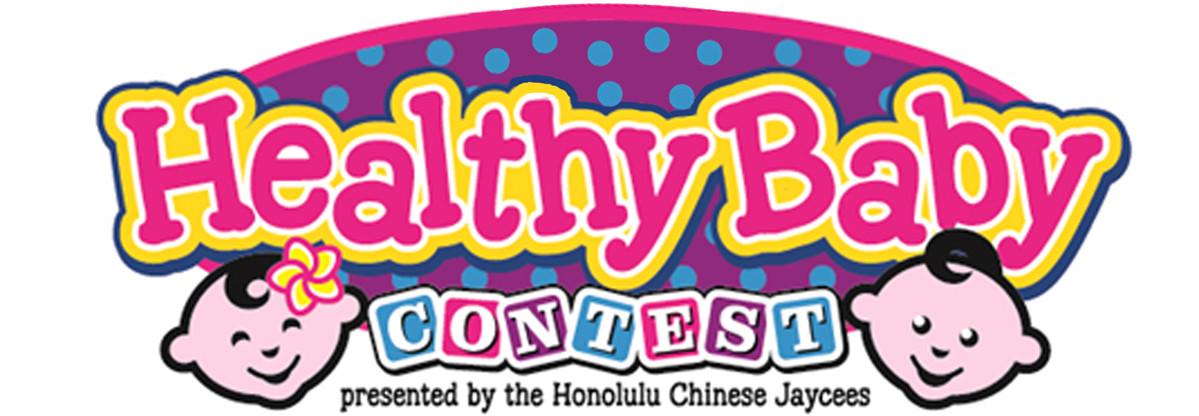 Healthy Baby
CONTEST
presented by the Honolulu Chinese Jaycees